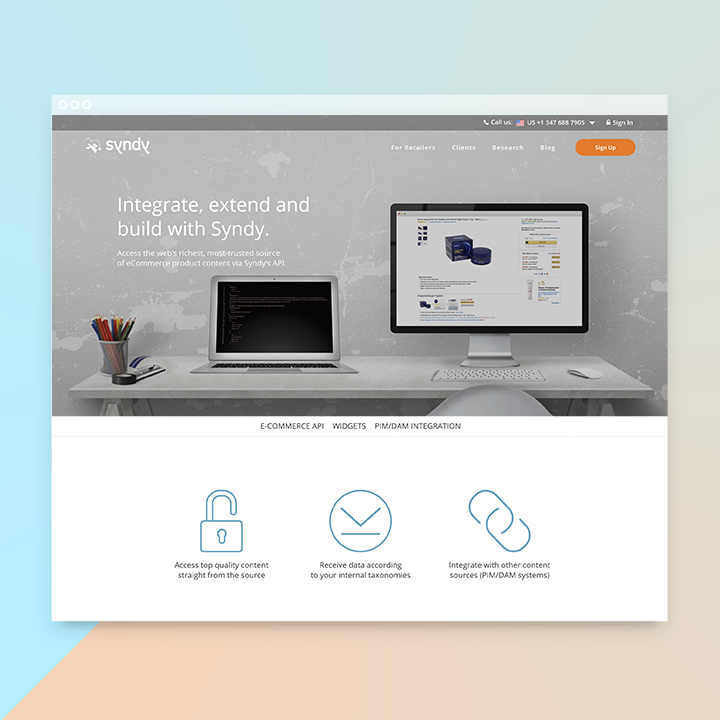 Call us: US +1 347 688 7905 Sign In
syndy
For Retailers Clients Research Blog Sign Up
Integrate, extend and
build with Syndy.
Access the web's richest, most-trusted source
of eCommerce product content via Syndy's API.
E-COMMERCE API WIDGETS PIM/DAM INTEGRATION
Access top quality content
straight from the source
Receive data according
to your internal taxonomies
Integrate with other content
sources (PIM/DAM systems)